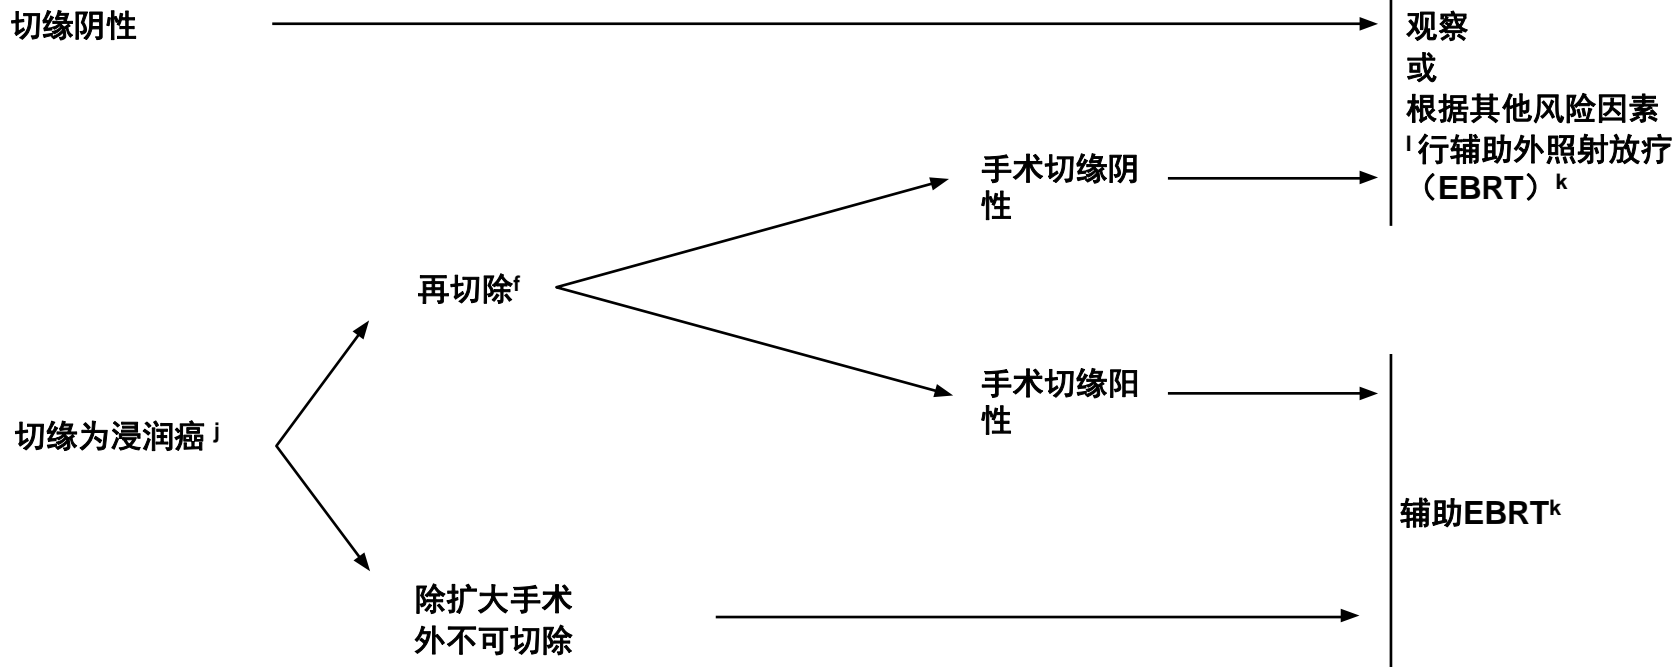 切缘阴性
观察
或
根据其他风险因素
l 行辅助外照射放疗
（EBRT）k
手术切缘阴
性
再切除f
手术切缘阳
性
切缘为浸润癌 j
辅助EBRTk
除扩大手术
外不可切除